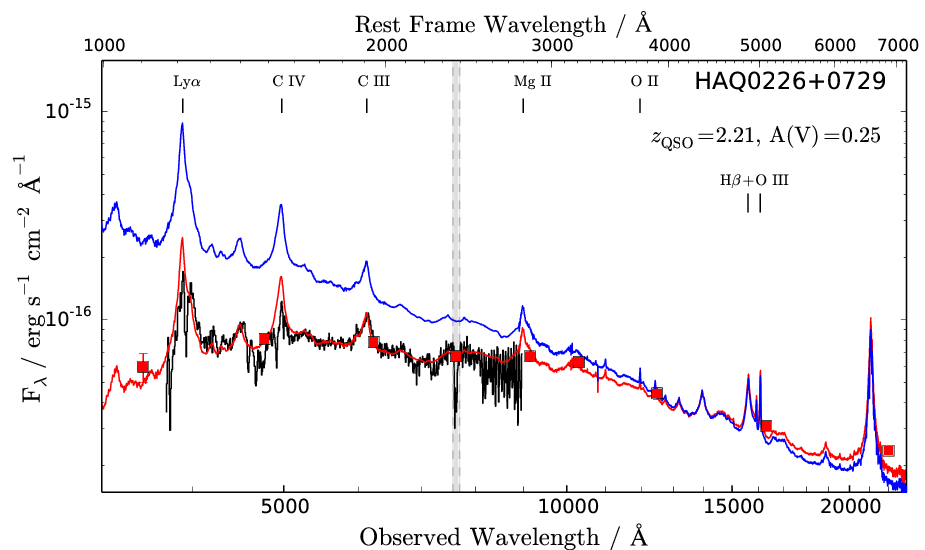 Rest Frame Wavelength / Å
1000 2000 3000 4000 5000 6000 7000
Lyα C IV C III Mg II O II HAQ0226+0729
z_QSO=2.21, A(V)=0.25
Hβ+O III
10^-15
10^-16
F_λ / erg s^−1 cm^−2 Å^−1
5000 10000 15000 20000
Observed Wavelength / Å